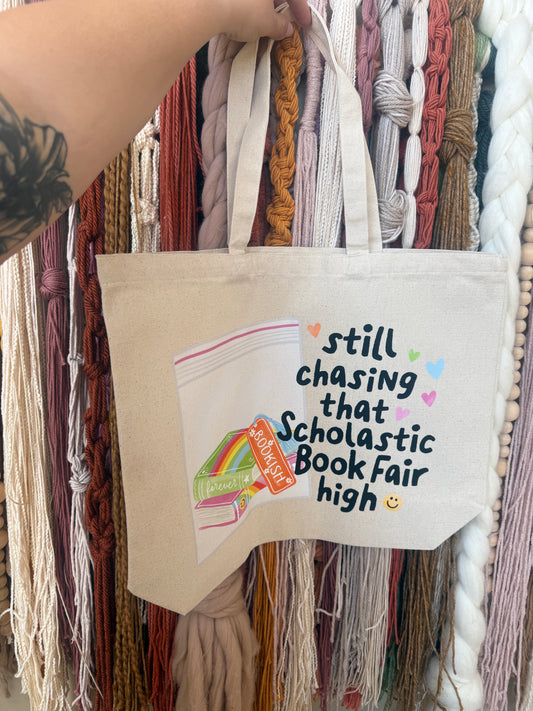 still
chasing
that
Scholastic
Book Fair
high
BOOKISH
forever